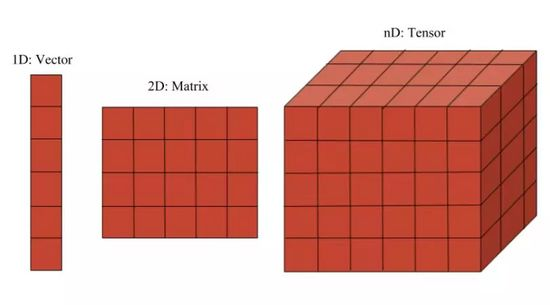 1D: Vector
2D: Matrix
nD: Tensor